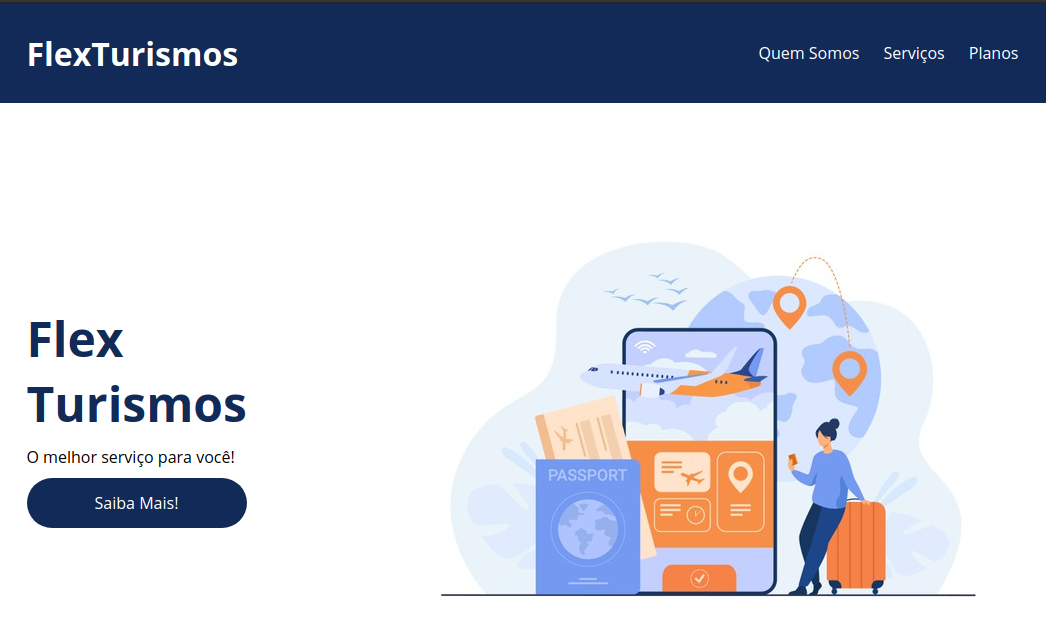 FlexTurismos
Quem Somos Serviços Planos
Flex
Turismos
O melhor serviço para você!
Saiba Mais!
PASSPORT